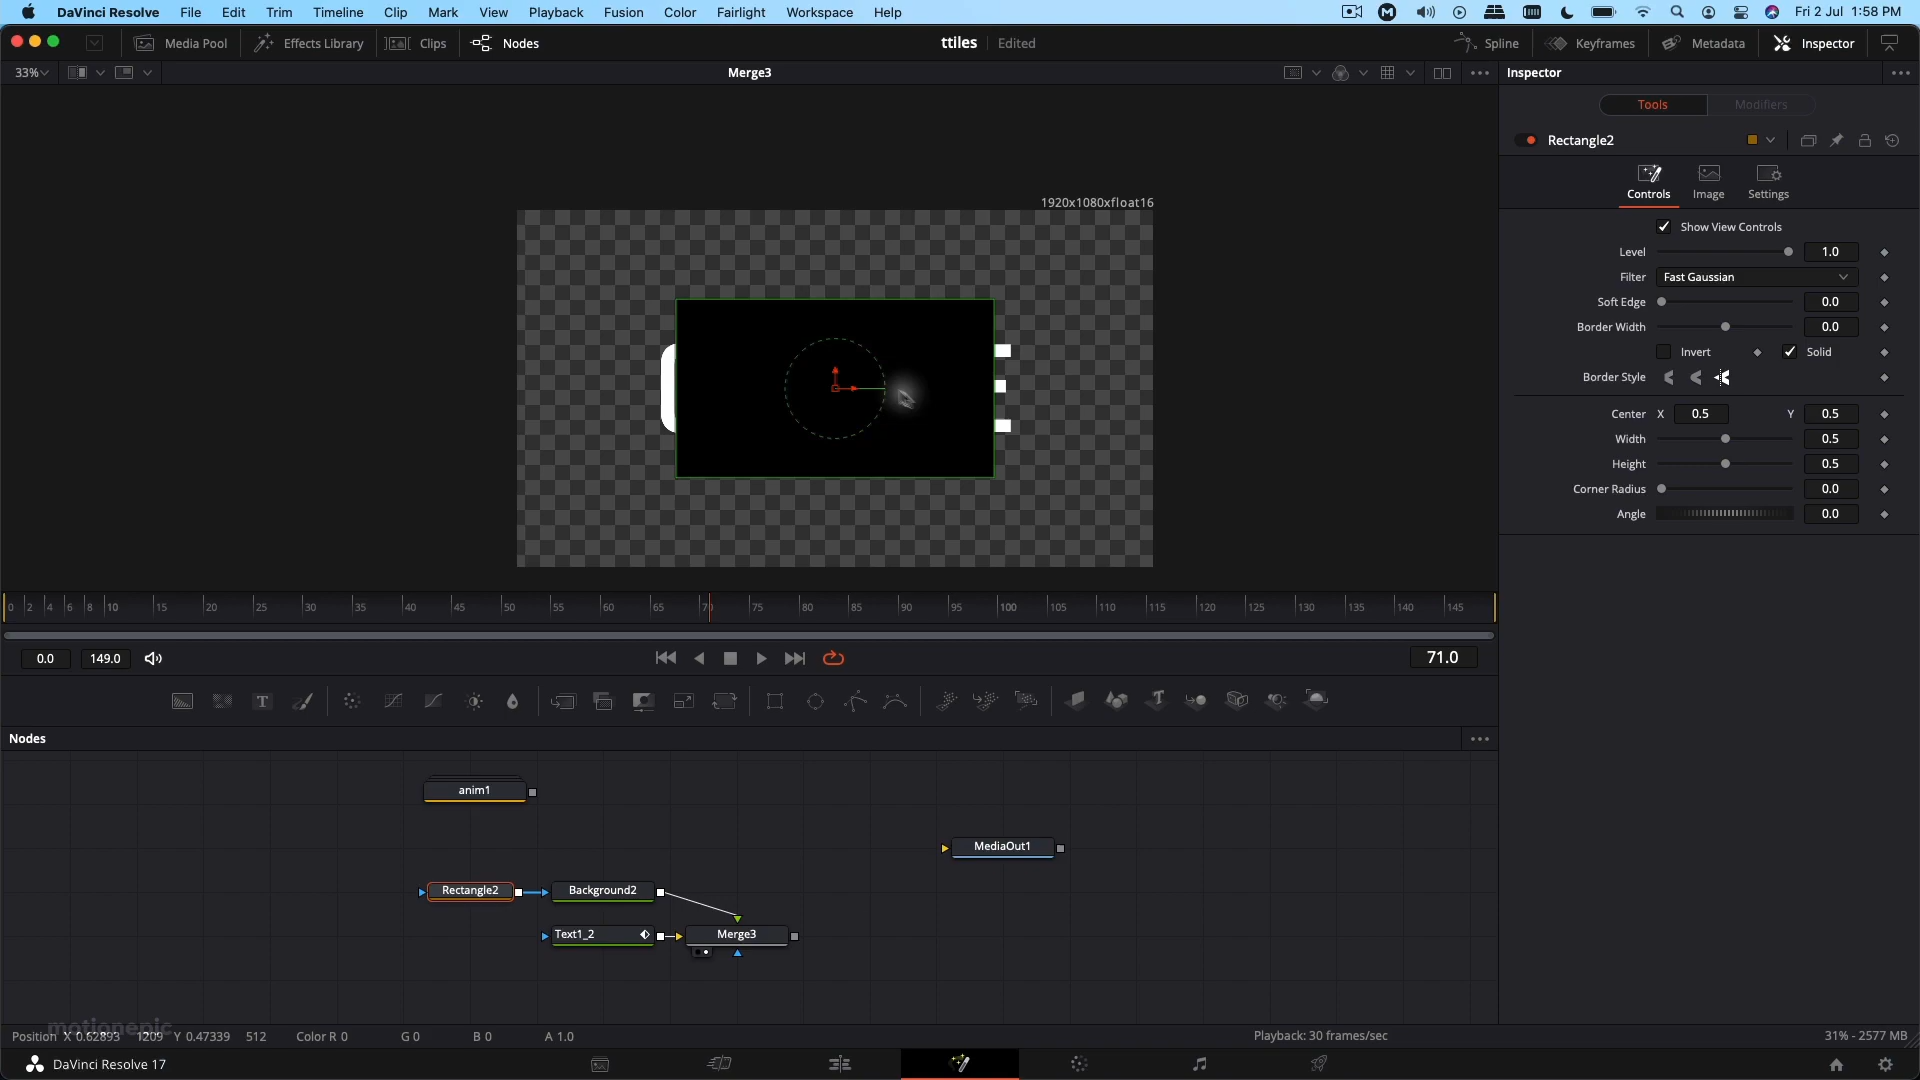 DaVinci Resolve File Edit Trim Timeline Clip Mark View Playback Fusion Color Fairlight Workspace Help Fri 2 Jul 1:58 PM
Media Pool Effects Library Clips Nodes ttiles Edited Spline Keyframes Metadata Inspector
33% Merge3 Inspector
Tools Modifiers
Rectangle2
Controls Image Settings
1920x1080xfloat16
Show View Controls
Level 1.0
Filter Fast Gaussian
Soft Edge 0.0
Border Width 0.0
Invert Solid
Border Style
Center X 0.5 Y 0.5
Width 0.5
Height 0.5
Corner Radius 0.0
Angle 0.0
0 2 4 6 8 10 15 20 25 30 35 40 45 50 55 60 65 70 75 80 85 90 95 100 105 110 115 120 125 130 135 140 145
0.0 149.0 71.0
Nodes
anim1
MediaOut1
Rectangle2 Background2
Text1_2 Merge3
motionepic
Position X 0.62893 1209 Y 0.47339 512 Color R 0 G 0 B 0 A 1.0 Playback: 30 frames/sec 31% - 2577 MB
DaVinci Resolve 17